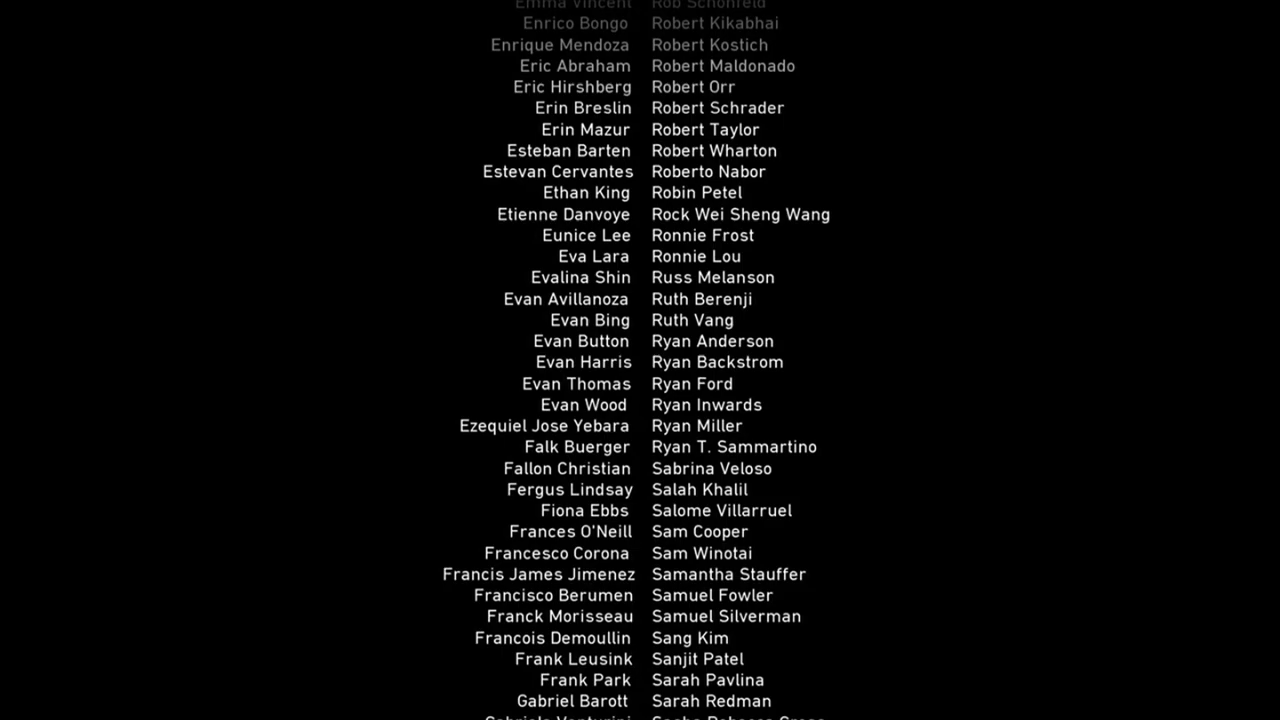 Emma Vincent Rob Schonfeld
Enrico Bongo Robert Kikabhai
Enrique Mendoza Robert Kostich
Eric Abraham Robert Maldonado
Eric Hirshberg Robert Orr
Erin Breslin Robert Schrader
Erin Mazur Robert Taylor
Esteban Barten Robert Wharton
Estevan Cervantes Roberto Nabor
Ethan King Robin Petel
Etienne Danvoye Rock Wei Sheng Wang
Eunice Lee Ronnie Frost
Eva Lara Ronnie Lou
Evalina Shin Russ Melanson
Evan Avillanoza Ruth Berenji
Evan Bing Ruth Vang
Evan Button Ryan Anderson
Evan Harris Ryan Backstrom
Evan Thomas Ryan Ford
Evan Wood Ryan Inwards
Ezequiel Jose Yebara Ryan Miller
Falk Buerger Ryan T. Sammartino
Fallon Christian Sabrina Veloso
Fergus Lindsay Salah Khalil
Fiona Ebbs Salome Villarruel
Frances O'Neill Sam Cooper
Francesco Corona Sam Winotai
Francis James Jimenez Samantha Stauffer
Francisco Berumen Samuel Fowler
Franck Morisseau Samuel Silverman
Francois Demoullin Sang Kim
Frank Leusink Sanjit Patel
Frank Park Sarah Pavlina
Gabriel Barott Sarah Redman